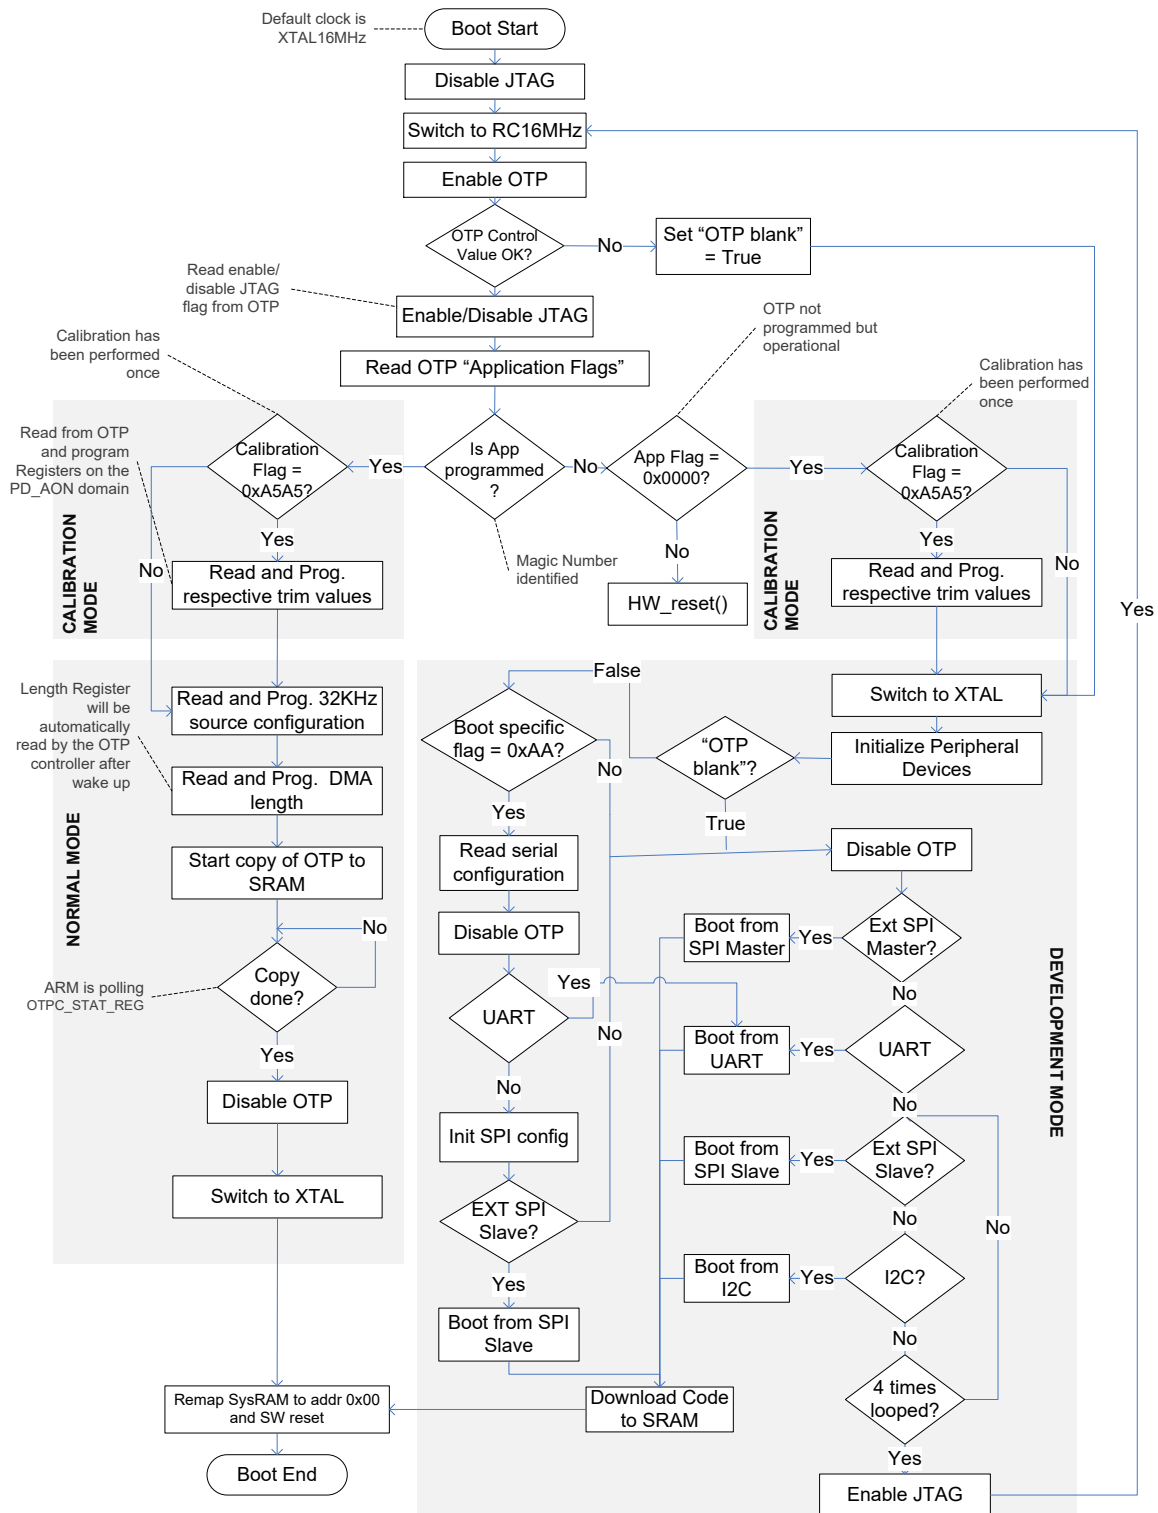 Default clock is
XTAL16MHz
Boot Start
Disable JTAG
Switch to RC16MHz
Enable OTP
OTP Control
Value OK?
No
Set “OTP blank”
= True
Read enable/
disable JTAG
flag from OTP
Enable/Disable JTAG
Read OTP “Application Flags”
OTP not
programmed but
operational
Calibration has
been performed
once
Calibration has
been performed
once
Read from OTP
and program
Registers on the
PD_AON domain
Calibration
Flag =
0xA5A5?
Yes
Is App
programmed
?
No
App Flag =
0x0000?
Yes
Calibration
Flag =
0xA5A5?
Yes
No
Read and Prog.
respective trim values
CALIBRATION
MODE
Magic Number
identified
No
HW_reset()
Yes
No
Read and Prog.
respective trim values
CALIBRATION
MODE
Yes
Length Register
will be
automatically
read by the OTP
controller after
wake up
Read and Prog. 32KHz
source configuration
Read and Prog.  DMA
length
Start copy of OTP to
SRAM
No
Copy
done?
ARM is polling
OTPC_STAT_REG
Yes
Disable OTP
Switch to XTAL
NORMAL MODE
False
Boot specific
flag = 0xAA?
No
“OTP
blank”?
True
Switch to XTAL
Initialize Peripheral
Devices
Yes
Read serial
configuration
Disable OTP
UART
Yes
No
No
Init SPI config
EXT SPI
Slave?
Yes
Boot from SPI
Slave
Disable OTP
Boot from
SPI Master
Yes
Ext SPI
Master?
No
Boot from
UART
Yes
UART
No
Boot from
SPI Slave
Yes
Ext SPI
Slave?
No
No
Boot from
I2C
Yes
I2C?
No
4 times
looped?
Yes
Enable JTAG
DEVELOPMENT MODE
Download Code
to SRAM
Remap SysRAM to addr 0x00
and SW reset
Boot End